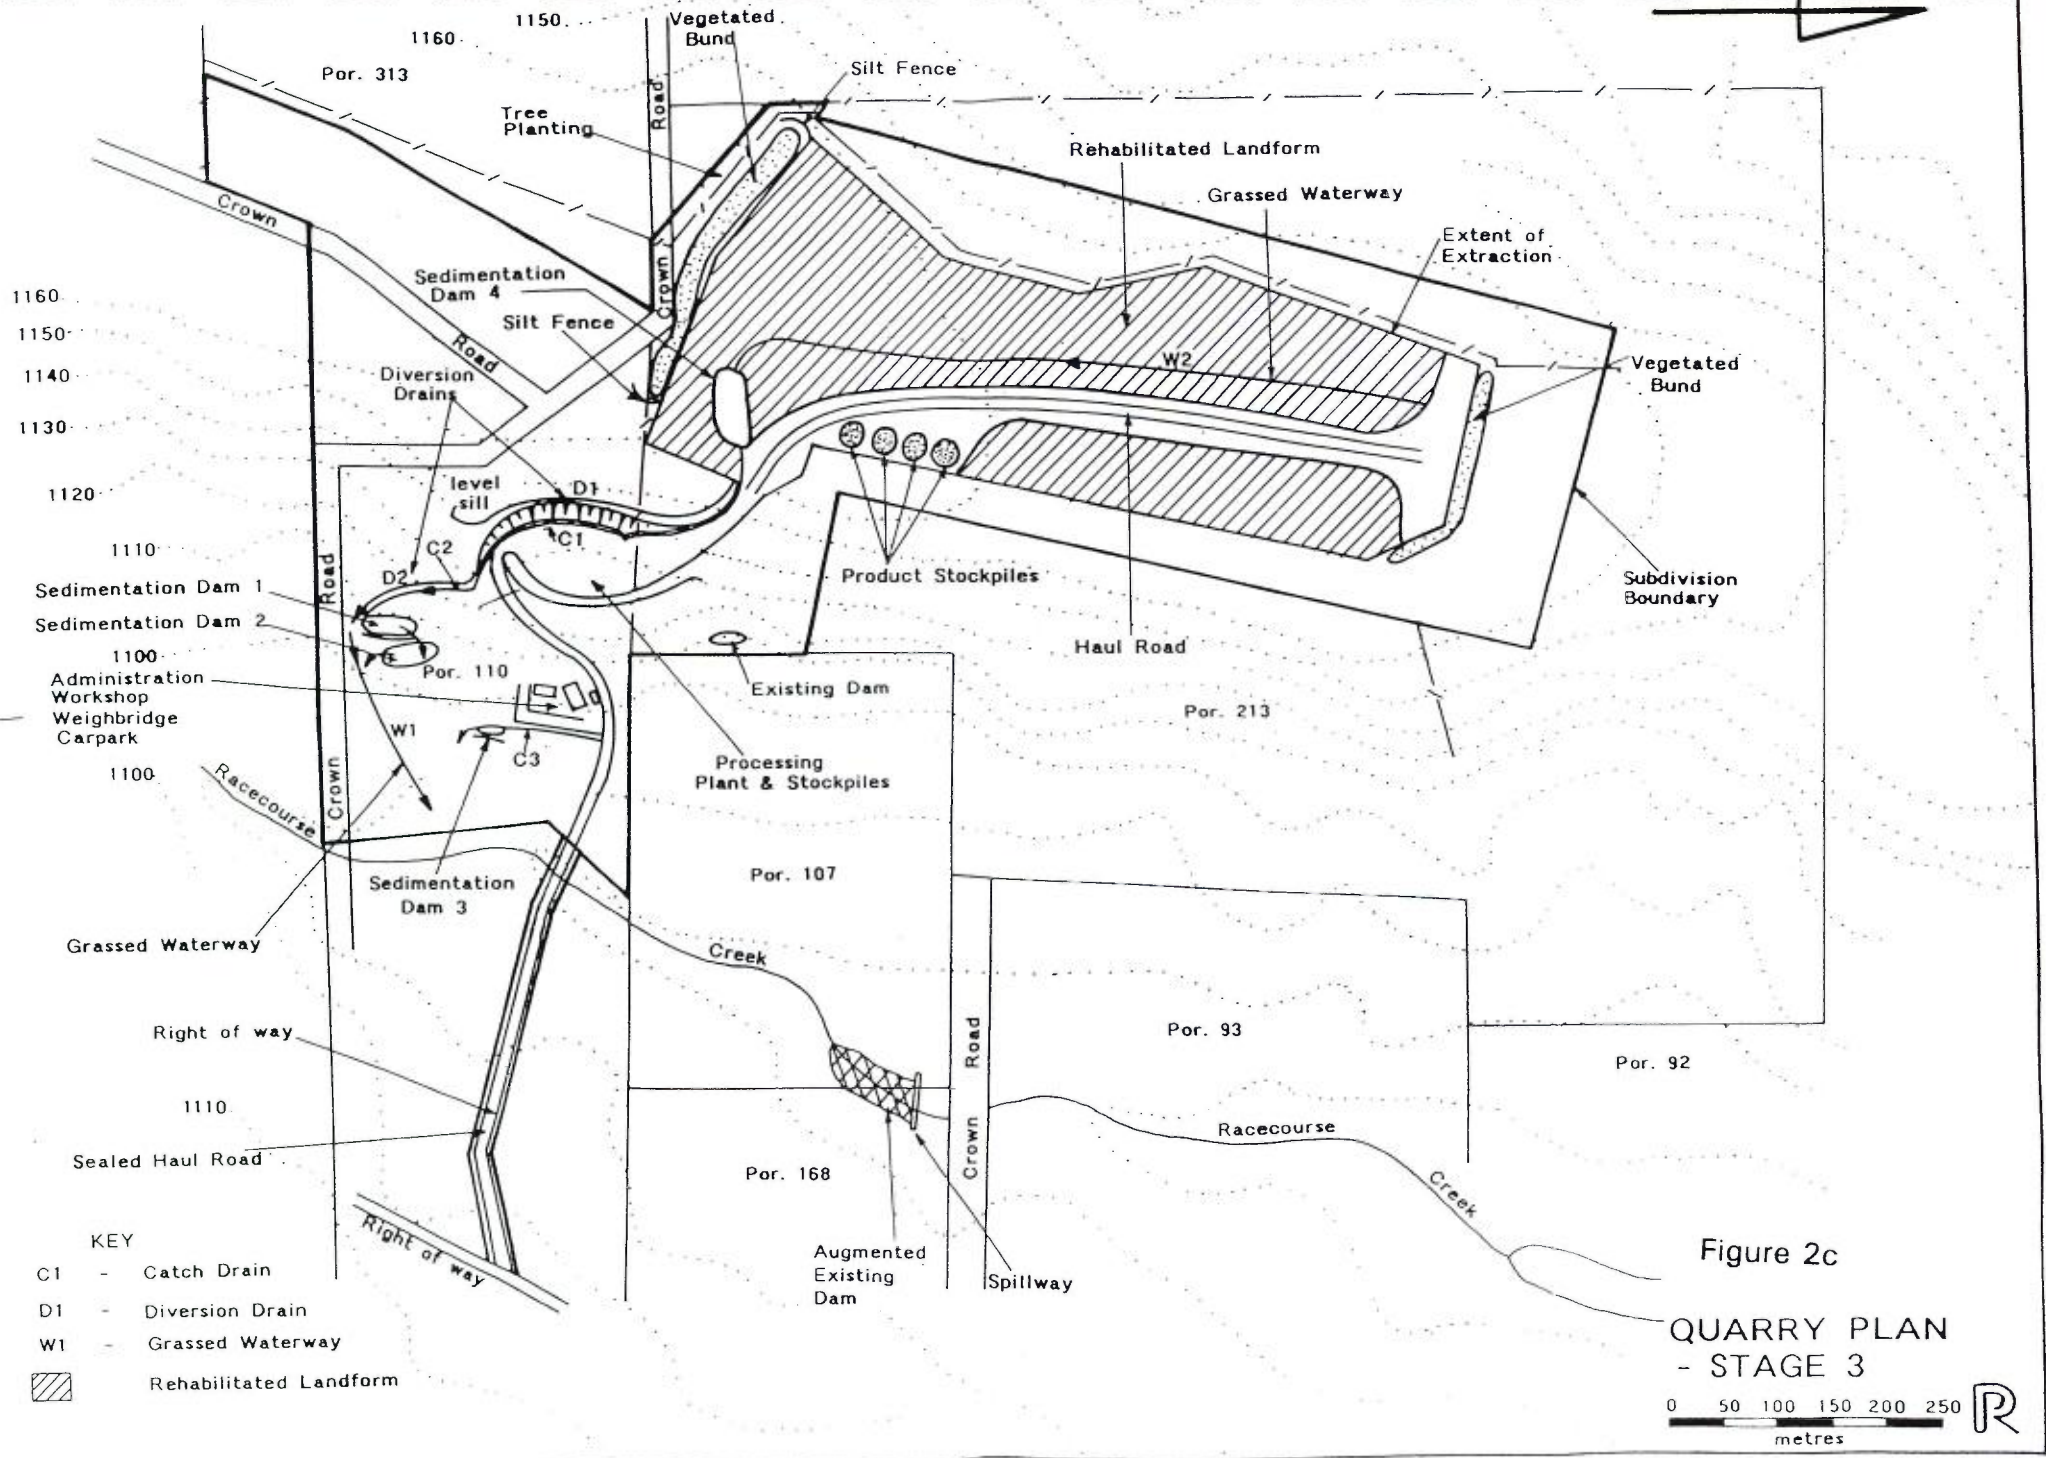 1150
Vegetated
Bund
1160
Por. 313
Silt Fence
Road
Tree
Planting
Rehabilitated Landform
Grassed Waterway
Crown
Extent of
Extraction
Sedimentation
Dam 4
Crown
1160
Silt Fence
1150
Road
W2
Vegetated
Bund
1140
Diversion
Drains
1130
level
sill
D1
1120
C1
C2
1110
D2
Product Stockpiles
Road
Subdivision
Boundary
Sedimentation Dam 1
Sedimentation Dam 2
Haul Road
1100
Por. 110
Administration
Workshop
Weighbridge
Carpark
Existing Dam
Por. 213
W1
C3
Processing
Plant & Stockpiles
1100
Racecourse
Crown
Por. 107
Sedimentation
Dam 3
Grassed Waterway
Creek
Right of way
Road
Por. 93
Por. 92
1110
Racecourse
Crown
Sealed Haul Road
Por. 168
Creek
Right of way
Augmented
Existing
Dam
Spillway
KEY
C1 - Catch Drain
D1 - Diversion Drain
W1 - Grassed Waterway
Rehabilitated Landform
Figure 2c
QUARRY PLAN
- STAGE 3
0 50 100 150 200 250
metres
R